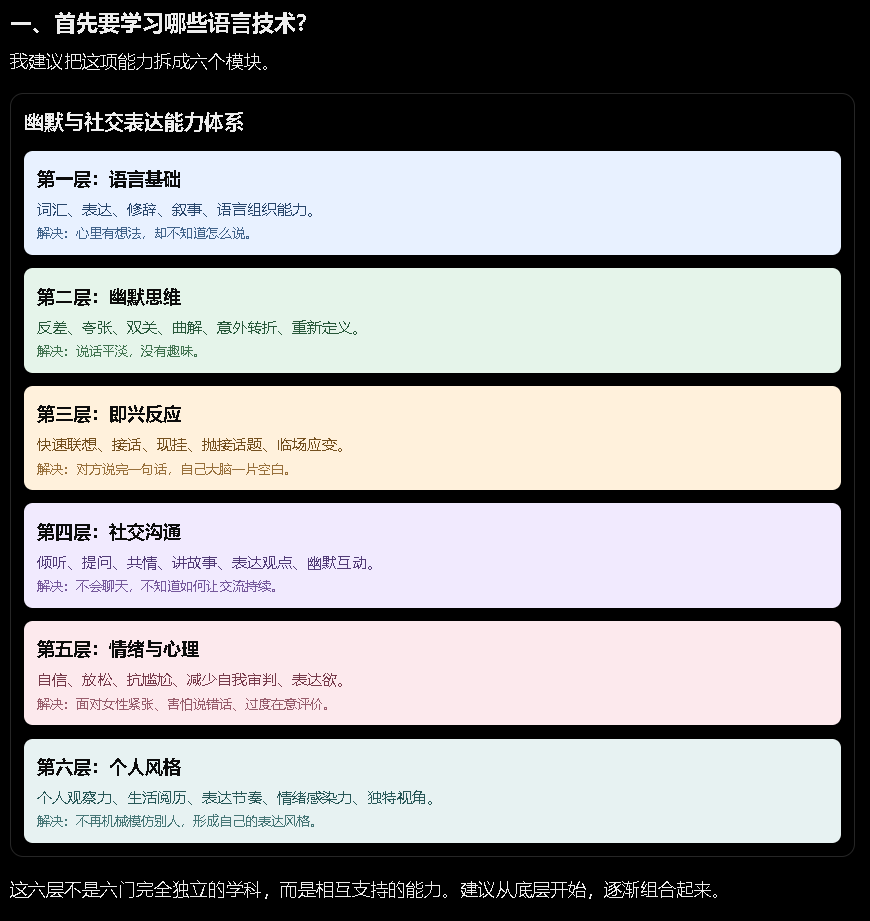 一、首先要学习哪些语言技术?
我建议把这项能力拆成六个模块。
幽默与社交表达能力体系
第一层：语言基础
词汇、表达、修辞、叙事、语言组织能力。
解决：心里有想法，却不知道怎么说。
第二层：幽默思维
反差、夸张、双关、曲解、意外转折、重新定义。
解决：说话平淡，没有趣味。
第三层：即兴反应
快速联想、接话、现挂、抛接话题、临场应变。
解决：对方说完一句话，自己大脑一片空白。
第四层：社交沟通
倾听、提问、共情、讲故事、表达观点、幽默互动。
解决：不会聊天，不知道如何让交流持续。
第五层：情绪与心理
自信、放松、抗尴尬、减少自我审判、表达欲。
解决：面对女性紧张、害怕说错话、过度在意评价。
第六层：个人风格
个人观察力、生活阅历、表达节奏、情绪感染力、独特视角。
解决：不再机械模仿别人，形成自己的表达风格。
这六层不是六门完全独立的学科，而是相互支持的能力。建议从底层开始，逐渐组合起来。